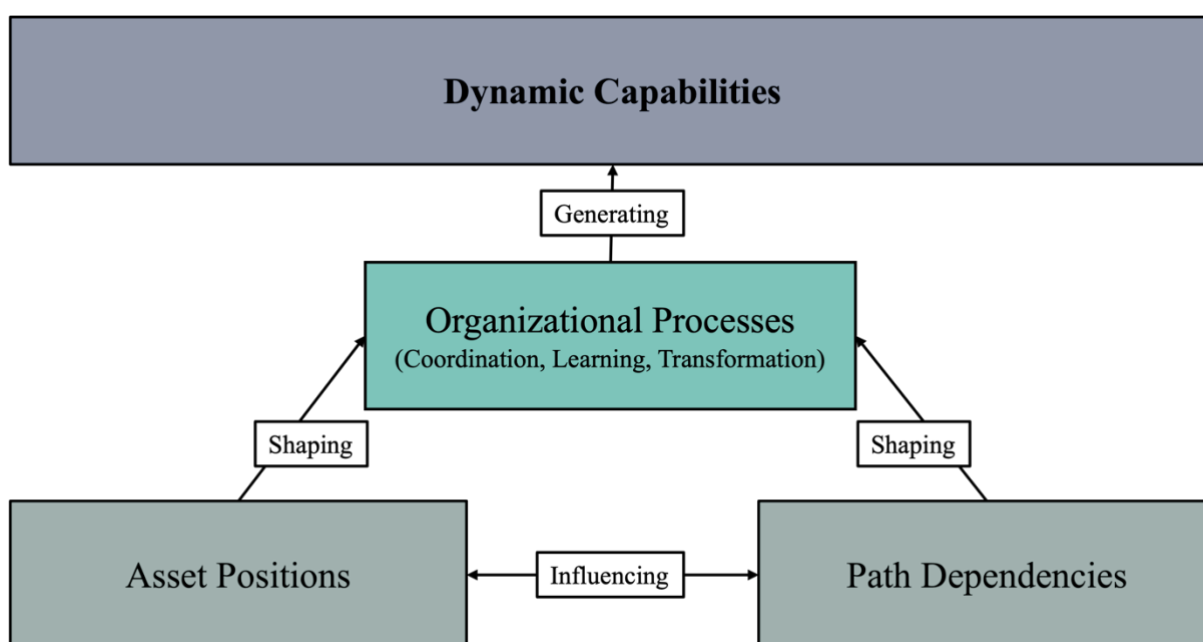 Dynamic Capabilities
Generating
Organizational Processes
(Coordination, Learning, Transformation)
Shaping
Shaping
Asset Positions
Influencing
Path Dependencies